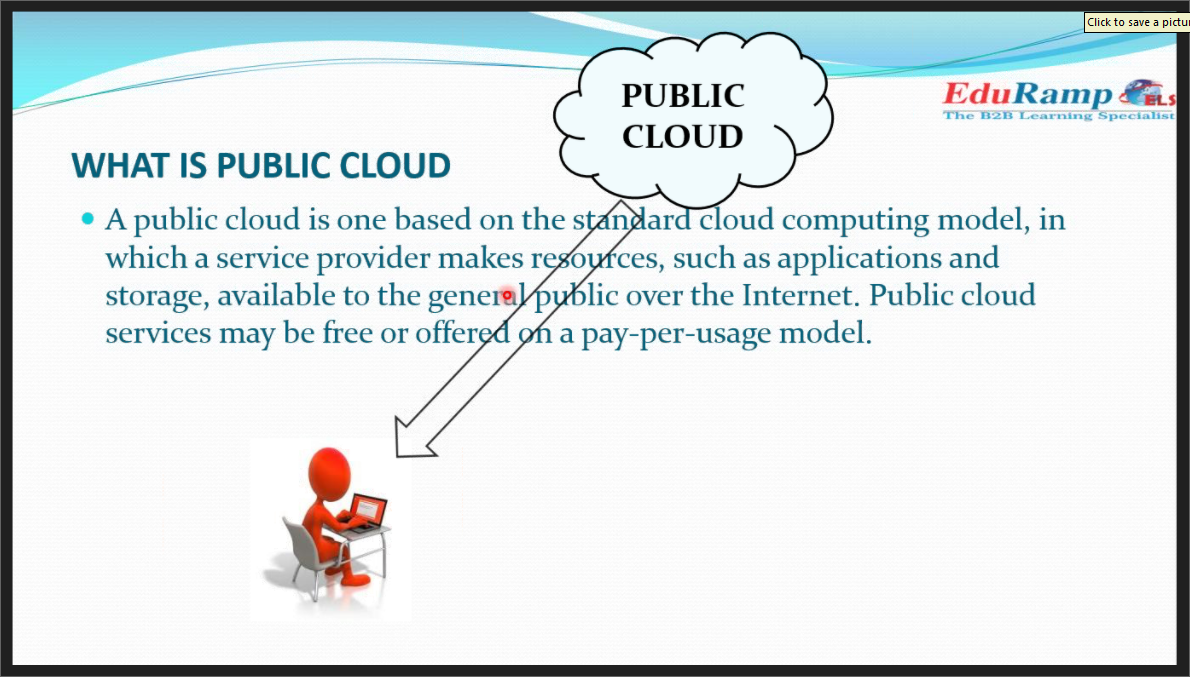 Click to save a pictur
PUBLIC
CLOUD
EduRamp
ELS
The B2B Learning Specialist
WHAT IS PUBLIC CLOUD
A public cloud is one based on the standard cloud computing model, in
which a service provider makes resources, such as applications and
storage, available to the general public over the Internet. Public cloud
services may be free or offered on a pay-per-usage model.